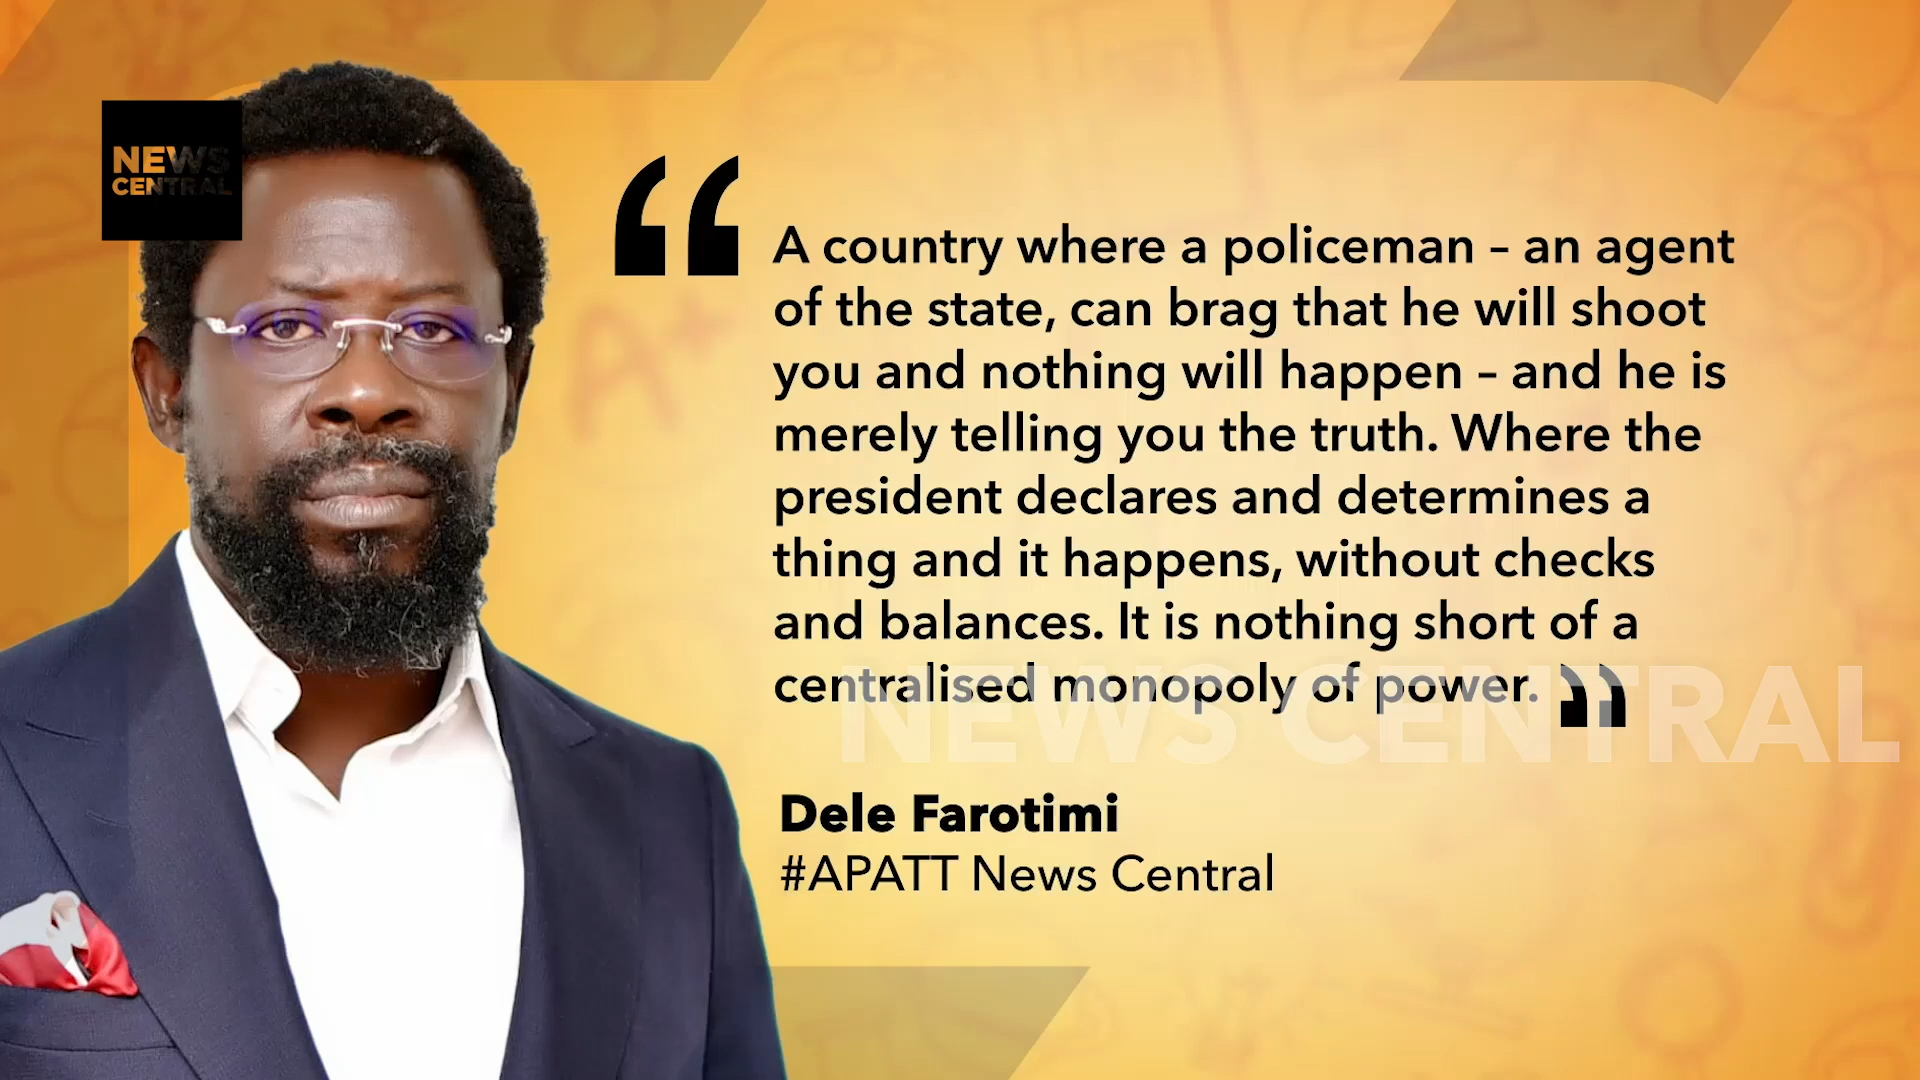 NEWS
CENTRAL
“
A country where a policeman – an agent
of the state, can brag that he will shoot
you and nothing will happen – and he is
merely telling you the truth. Where the
president declares and determines a
thing and it happens, without checks
and balances. It is nothing short of a
centralised monopoly of power. ”
NEWS CENTRAL
Dele Farotimi
#APATT News Central
A+